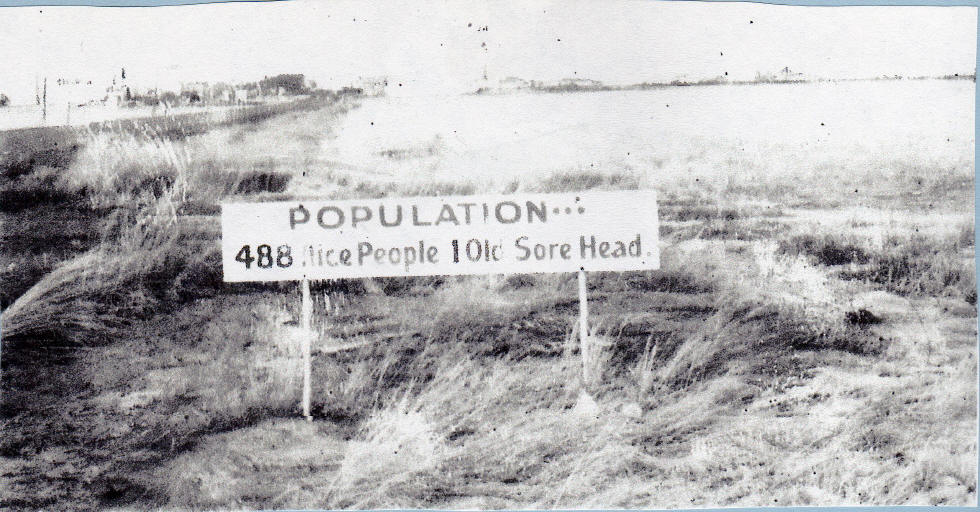 POPULATION...
488 Nice People 1 Old Sore Head.